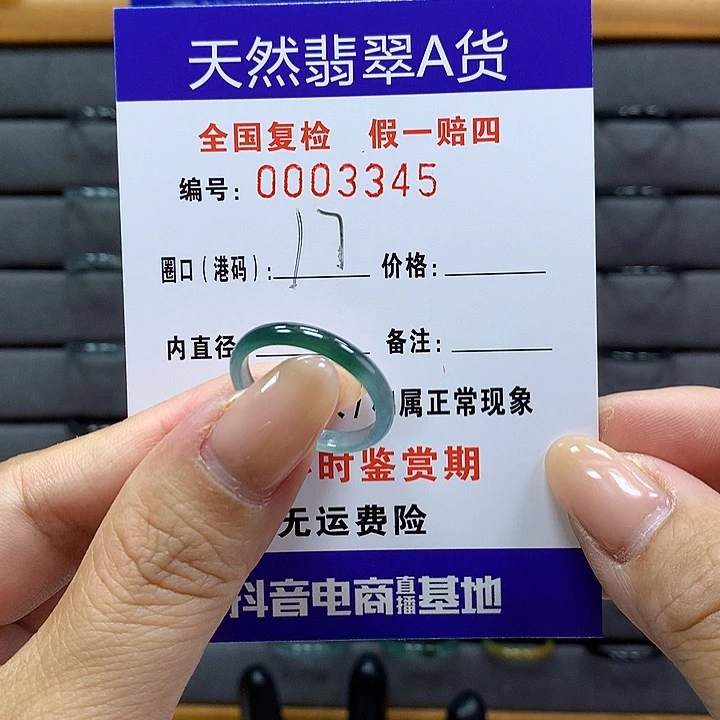 天然翡翠A货
全国复检 假一赔四
编号: 0003345
圈口(港码): 17 价格:
内直径 备注:
属正常现象
时鉴赏期
无运费险
抖音电商直播基地